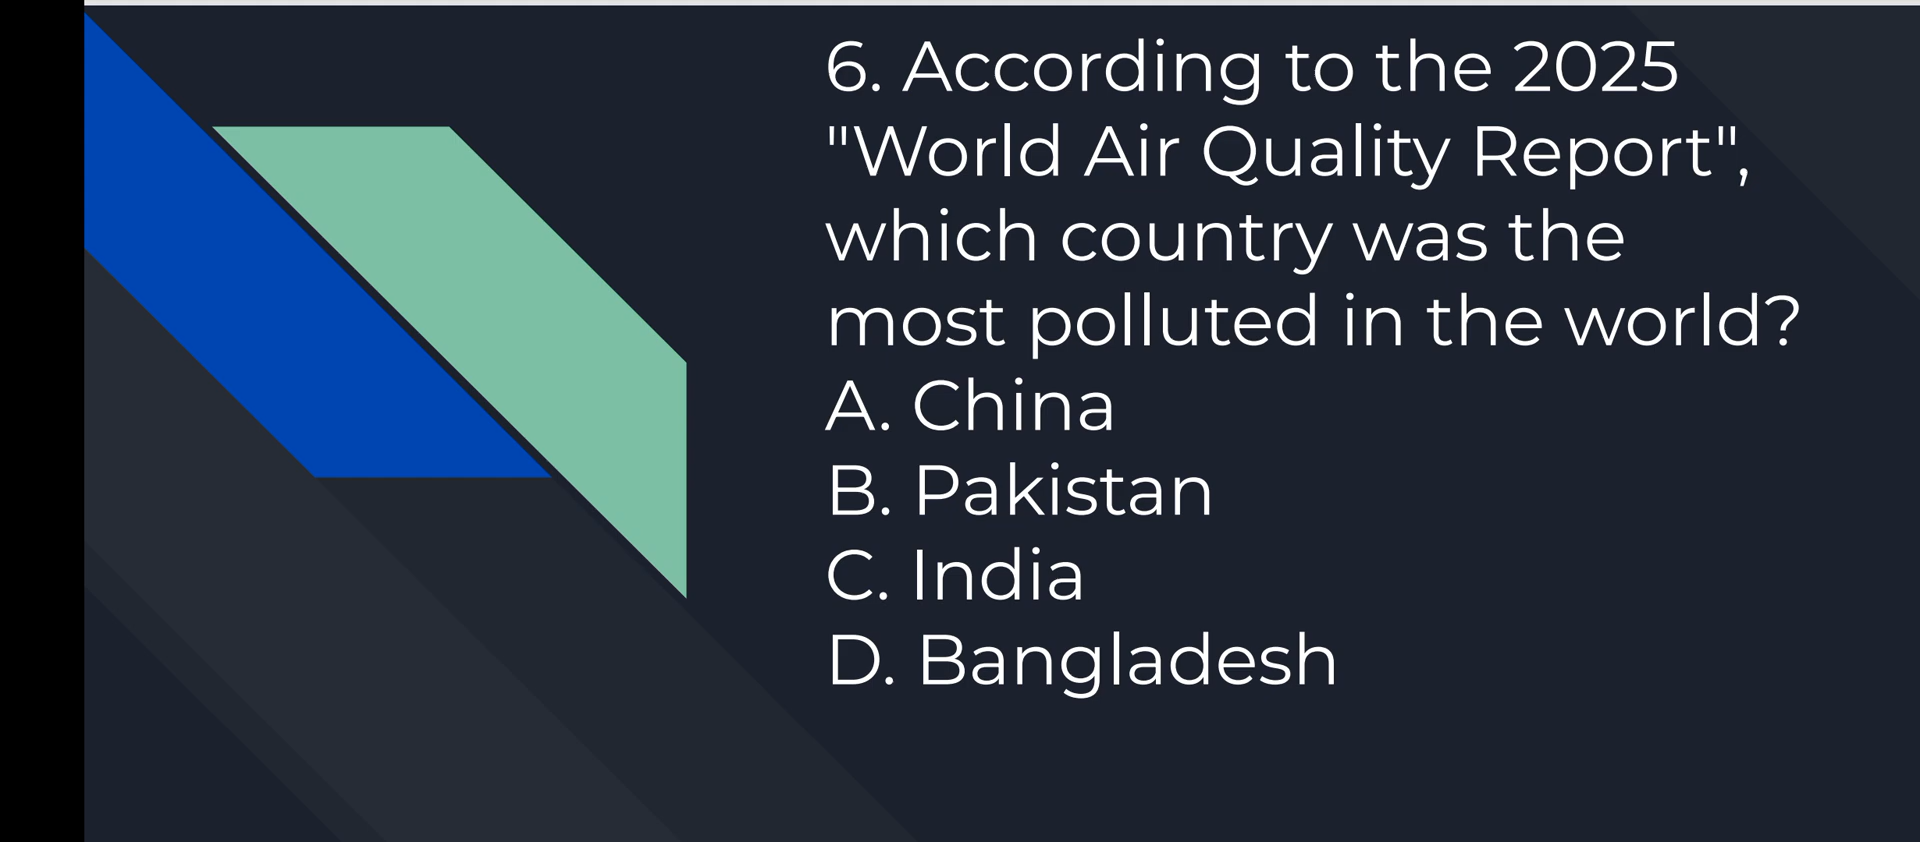 6. According to the 2025
"World Air Quality Report",
which country was the
most polluted in the world?
A. China
B. Pakistan
C. India
D. Bangladesh